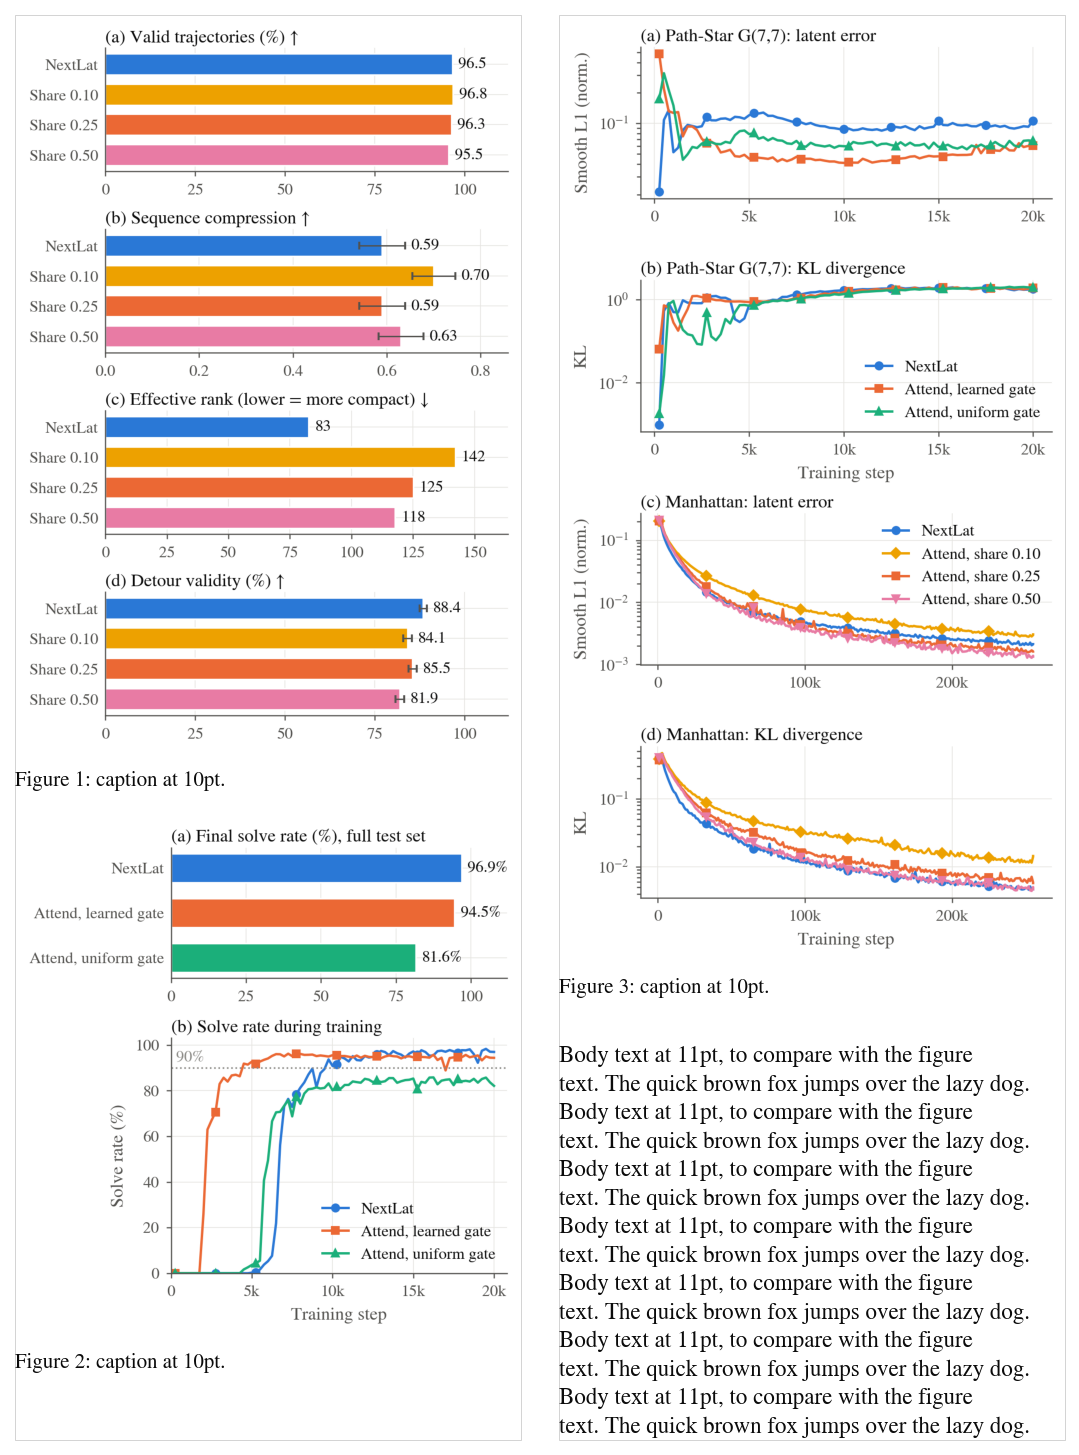 (a) Valid trajectories (%) ↑
NextLat 96.5
Share 0.10 96.8
Share 0.25 96.3
Share 0.50 95.5
0 25 50 75 100
(b) Sequence compression ↑
NextLat 0.59
Share 0.10 0.70
Share 0.25 0.59
Share 0.50 0.63
0.0 0.2 0.4 0.6 0.8
(c) Effective rank (lower = more compact) ↓
NextLat 83
Share 0.10 142
Share 0.25 125
Share 0.50 118
0 25 50 75 100 125 150
(d) Detour validity (%) ↑
NextLat 88.4
Share 0.10 84.1
Share 0.25 85.5
Share 0.50 81.9
0 25 50 75 100
Figure 1: caption at 10pt.
(a) Final solve rate (%), full test set
NextLat 96.9%
Attend, learned gate 94.5%
Attend, uniform gate 81.6%
0 25 50 75 100
(b) Solve rate during training
Solve rate (%)
100
90%
80
60
40
20
0
NextLat
Attend, learned gate
Attend, uniform gate
0 5k 10k 15k 20k
Training step
Figure 2: caption at 10pt.
(a) Path-Star G(7,7): latent error
Smooth L1 (norm.)
10⁻¹
0 5k 10k 15k 20k
(b) Path-Star G(7,7): KL divergence
KL
10⁰
10⁻²
NextLat
Attend, learned gate
Attend, uniform gate
0 5k 10k 15k 20k
Training step
(c) Manhattan: latent error
Smooth L1 (norm.)
10⁻¹
10⁻²
10⁻³
NextLat
Attend, share 0.10
Attend, share 0.25
Attend, share 0.50
0 100k 200k
(d) Manhattan: KL divergence
KL
10⁻¹
10⁻²
0 100k 200k
Training step
Figure 3: caption at 10pt.
Body text at 11pt, to compare with the figure
text. The quick brown fox jumps over the lazy dog.
Body text at 11pt, to compare with the figure
text. The quick brown fox jumps over the lazy dog.
Body text at 11pt, to compare with the figure
text. The quick brown fox jumps over the lazy dog.
Body text at 11pt, to compare with the figure
text. The quick brown fox jumps over the lazy dog.
Body text at 11pt, to compare with the figure
text. The quick brown fox jumps over the lazy dog.
Body text at 11pt, to compare with the figure
text. The quick brown fox jumps over the lazy dog.
Body text at 11pt, to compare with the figure
text. The quick brown fox jumps over the lazy dog.